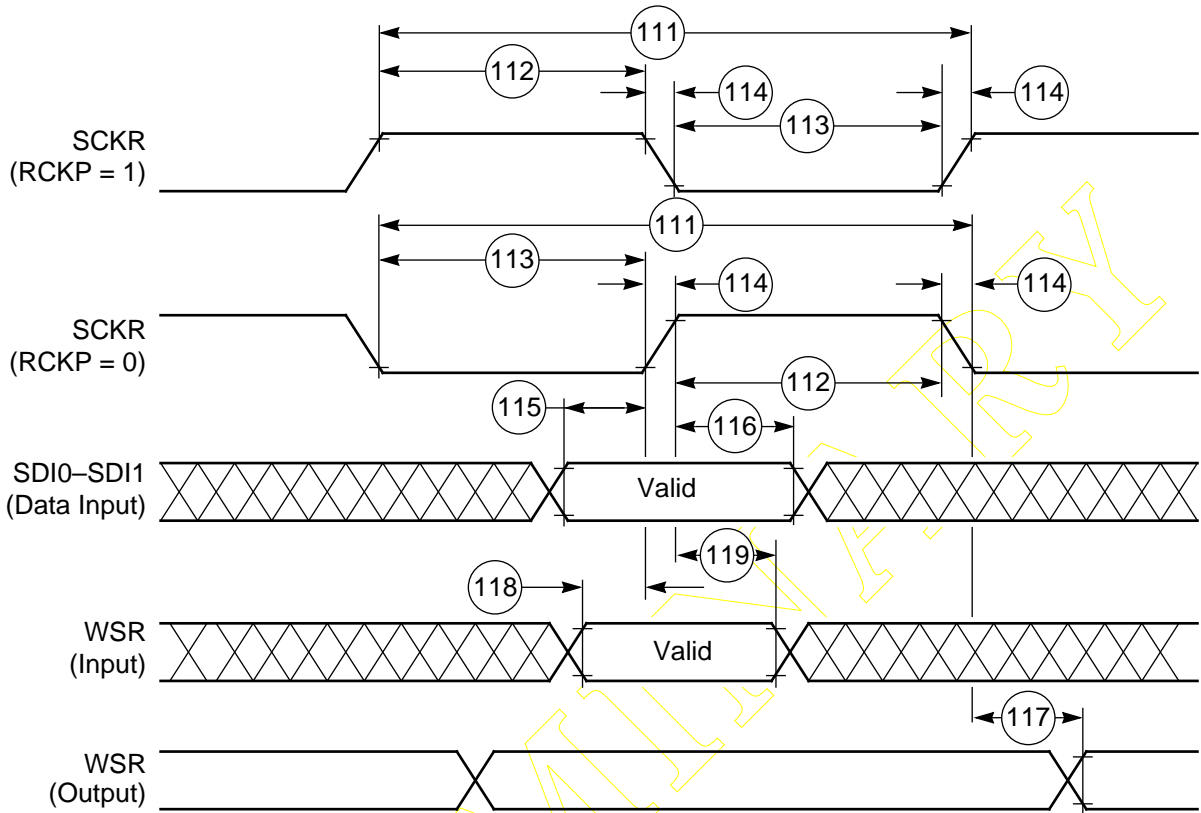 111
112
114
114
113
SCKR
(RCKP = 1)
111
113
114
114
SCKR
(RCKP = 0)
112
115
116
SDI0–SDI1
(Data Input)
Valid
119
118
WSR
(Input)
Valid
117
WSR
(Output)